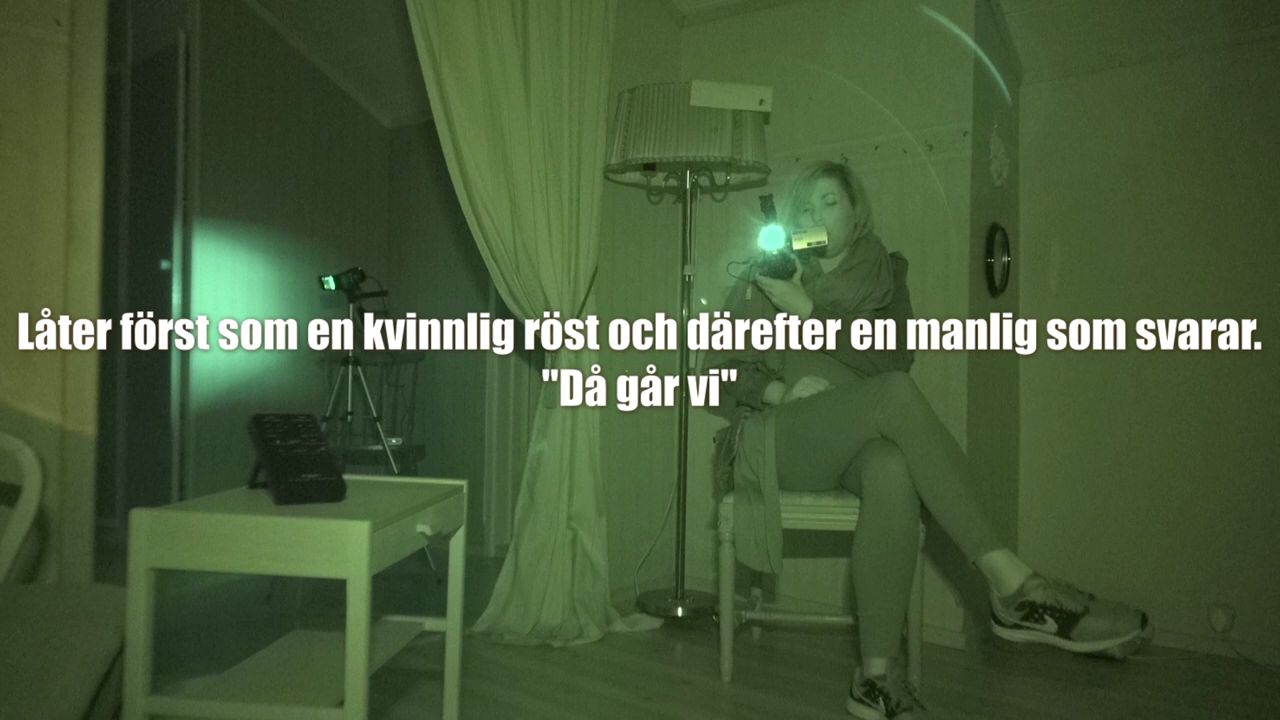 Låter först som en kvinnlig röst och därefter en manlig som svarar.
"Då går vi"